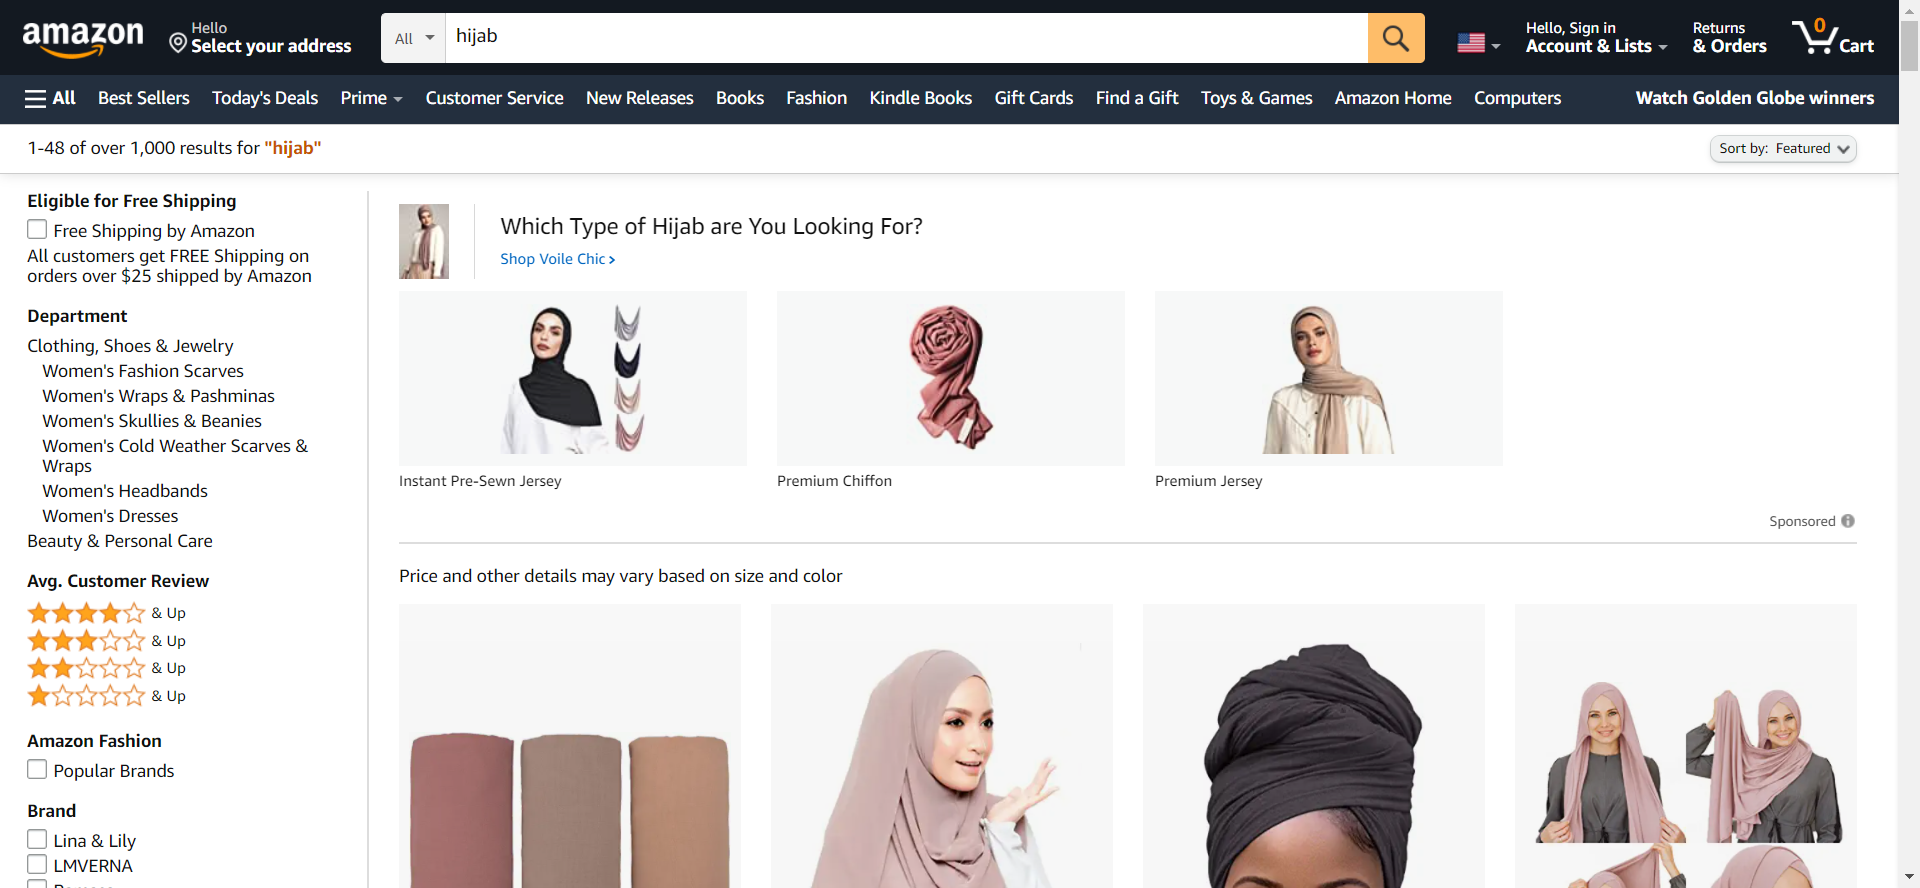 amazon
Hello
Select your address
All
hijab
Hello, Sign in
Account & Lists
Returns
& Orders
0
Cart
All
Best Sellers
Today's Deals
Prime
Customer Service
New Releases
Books
Fashion
Kindle Books
Gift Cards
Find a Gift
Toys & Games
Amazon Home
Computers
Watch Golden Globe winners
1-48 of over 1,000 results for "hijab"
Sort by: Featured
Eligible for Free Shipping
Free Shipping by Amazon
All customers get FREE Shipping on
orders over $25 shipped by Amazon
Department
Clothing, Shoes & Jewelry
Women's Fashion Scarves
Women's Wraps & Pashminas
Women's Skullies & Beanies
Women's Cold Weather Scarves &
Wraps
Women's Headbands
Women's Dresses
Beauty & Personal Care
Avg. Customer Review
& Up
& Up
& Up
& Up
Amazon Fashion
Popular Brands
Brand
Lina & Lily
LMVERNA
Which Type of Hijab are You Looking For?
Shop Voile Chic ›
Instant Pre-Sewn Jersey
Premium Chiffon
Premium Jersey
Sponsored
Price and other details may vary based on size and color